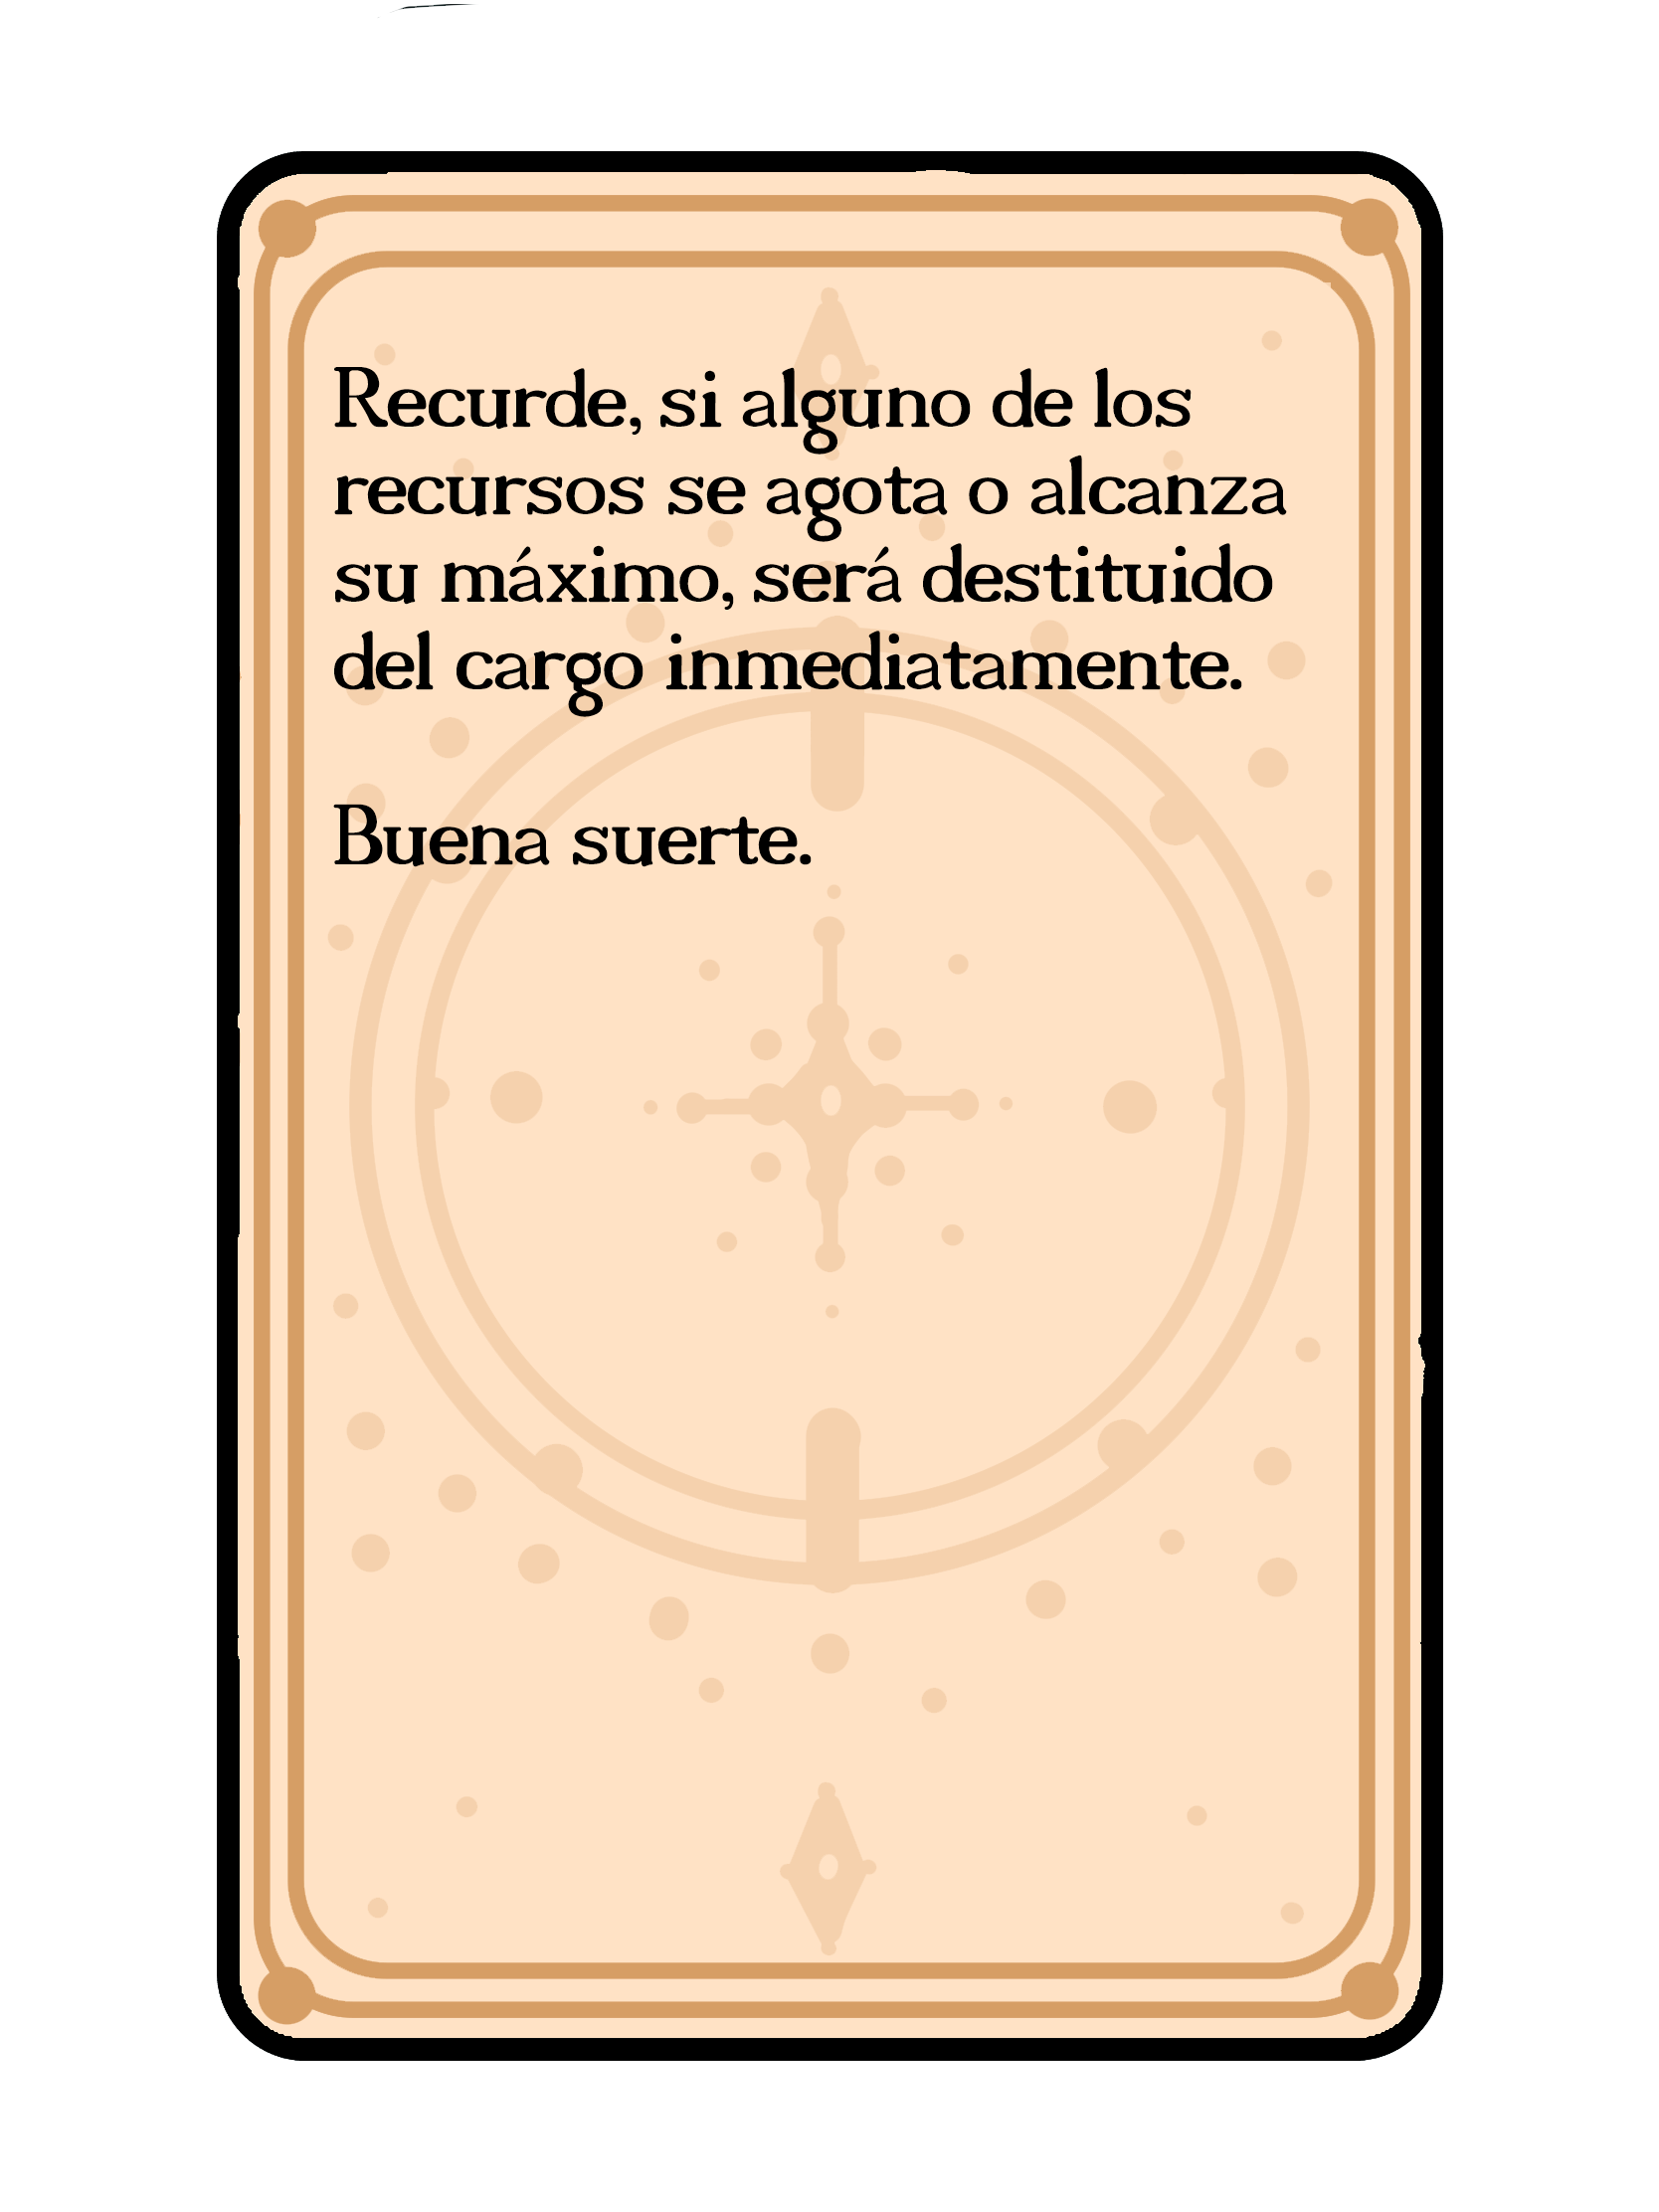 Recurde, si alguno de los
recursos se agota o alcanza
su máximo, será destituido
del cargo inmediatamente.
Buena suerte.